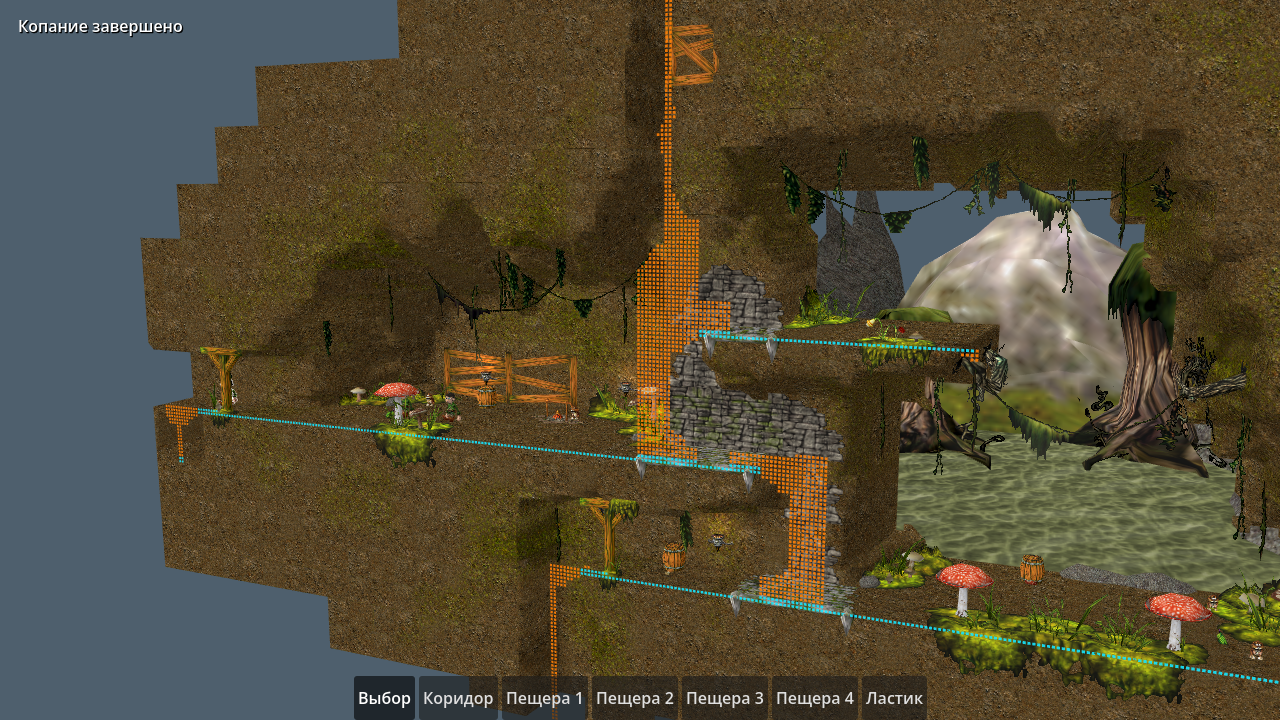 Копание завершено
Выбор
Коридор
Пещера 1
Пещера 2
Пещера 3
Пещера 4
Ластик